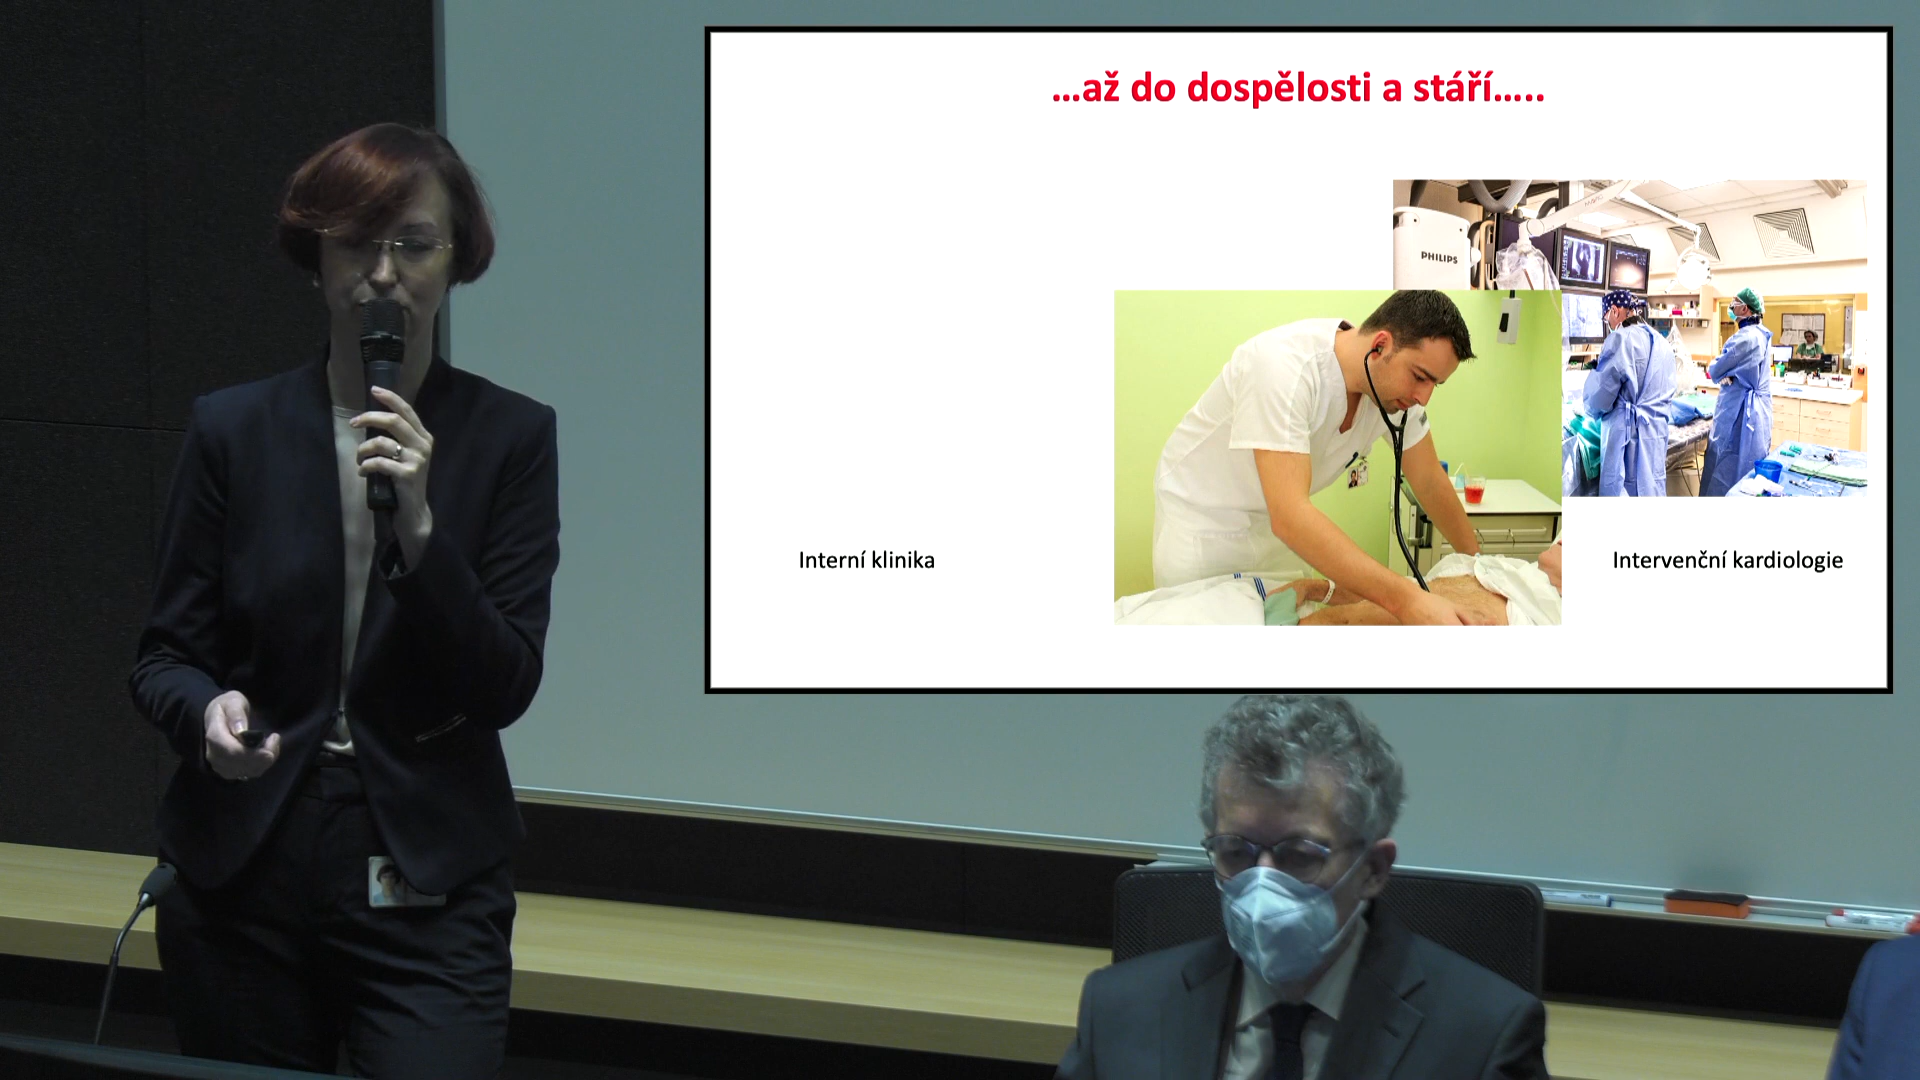 ...až do dospělosti a stáří.....
PHILIPS
Interní klinika
Intervenční kardiologie